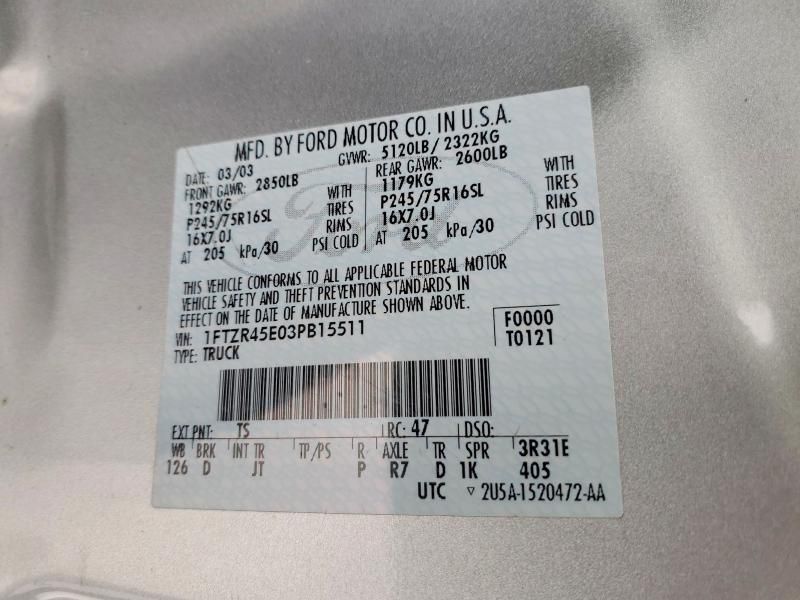 MFD. BY FORD MOTOR CO. IN U.S.A.
DATE: 03/03 GVWR: 5120LB/ 2322KG
FRONT GAWR: 2850LB REAR GAWR: 2600LB
1292KG WITH 1179KG WITH
P245/75R16SL TIRES P245/75R16SL TIRES
16X7.0J RIMS 16X7.0J RIMS
AT 205 kPa/30 PSI COLD AT 205 kPa/30 PSI COLD
Ford
THIS VEHICLE CONFORMS TO ALL APPLICABLE FEDERAL MOTOR
VEHICLE SAFETY AND THEFT PREVENTION STANDARDS IN
EFFECT ON THE DATE OF MANUFACTURE SHOWN ABOVE.
VIN: 1FTZR45E03PB15511 F0000
TYPE: TRUCK T0121
EXT PNT: TS RC: 47 DSO:
WB BRK INT TR TP/PS R AXLE TR SPR 3R31E
126 D JT P R7 D 1K 405
UTC ▽ 2U5A-1520472-AA